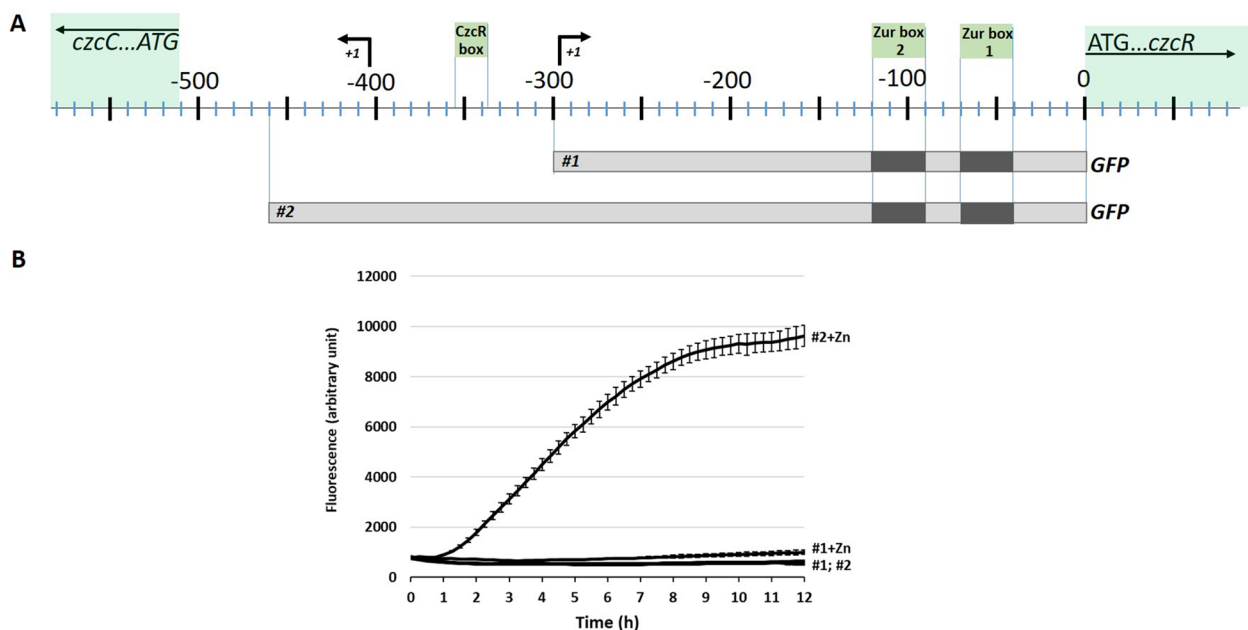 A
czcC...ATG
+1
CzcR
box
+1
Zur box
2
Zur box
1
ATG...czcR
-500
-400
-300
-200
-100
0
#1
GFP
#2
GFP
B
12000
10000
8000
6000
4000
2000
0
Fluorescence (arbitrary unit)
#2+Zn
#1+Zn
#1; #2
0 1 2 3 4 5 6 7 8 9 10 11 12
Time (h)